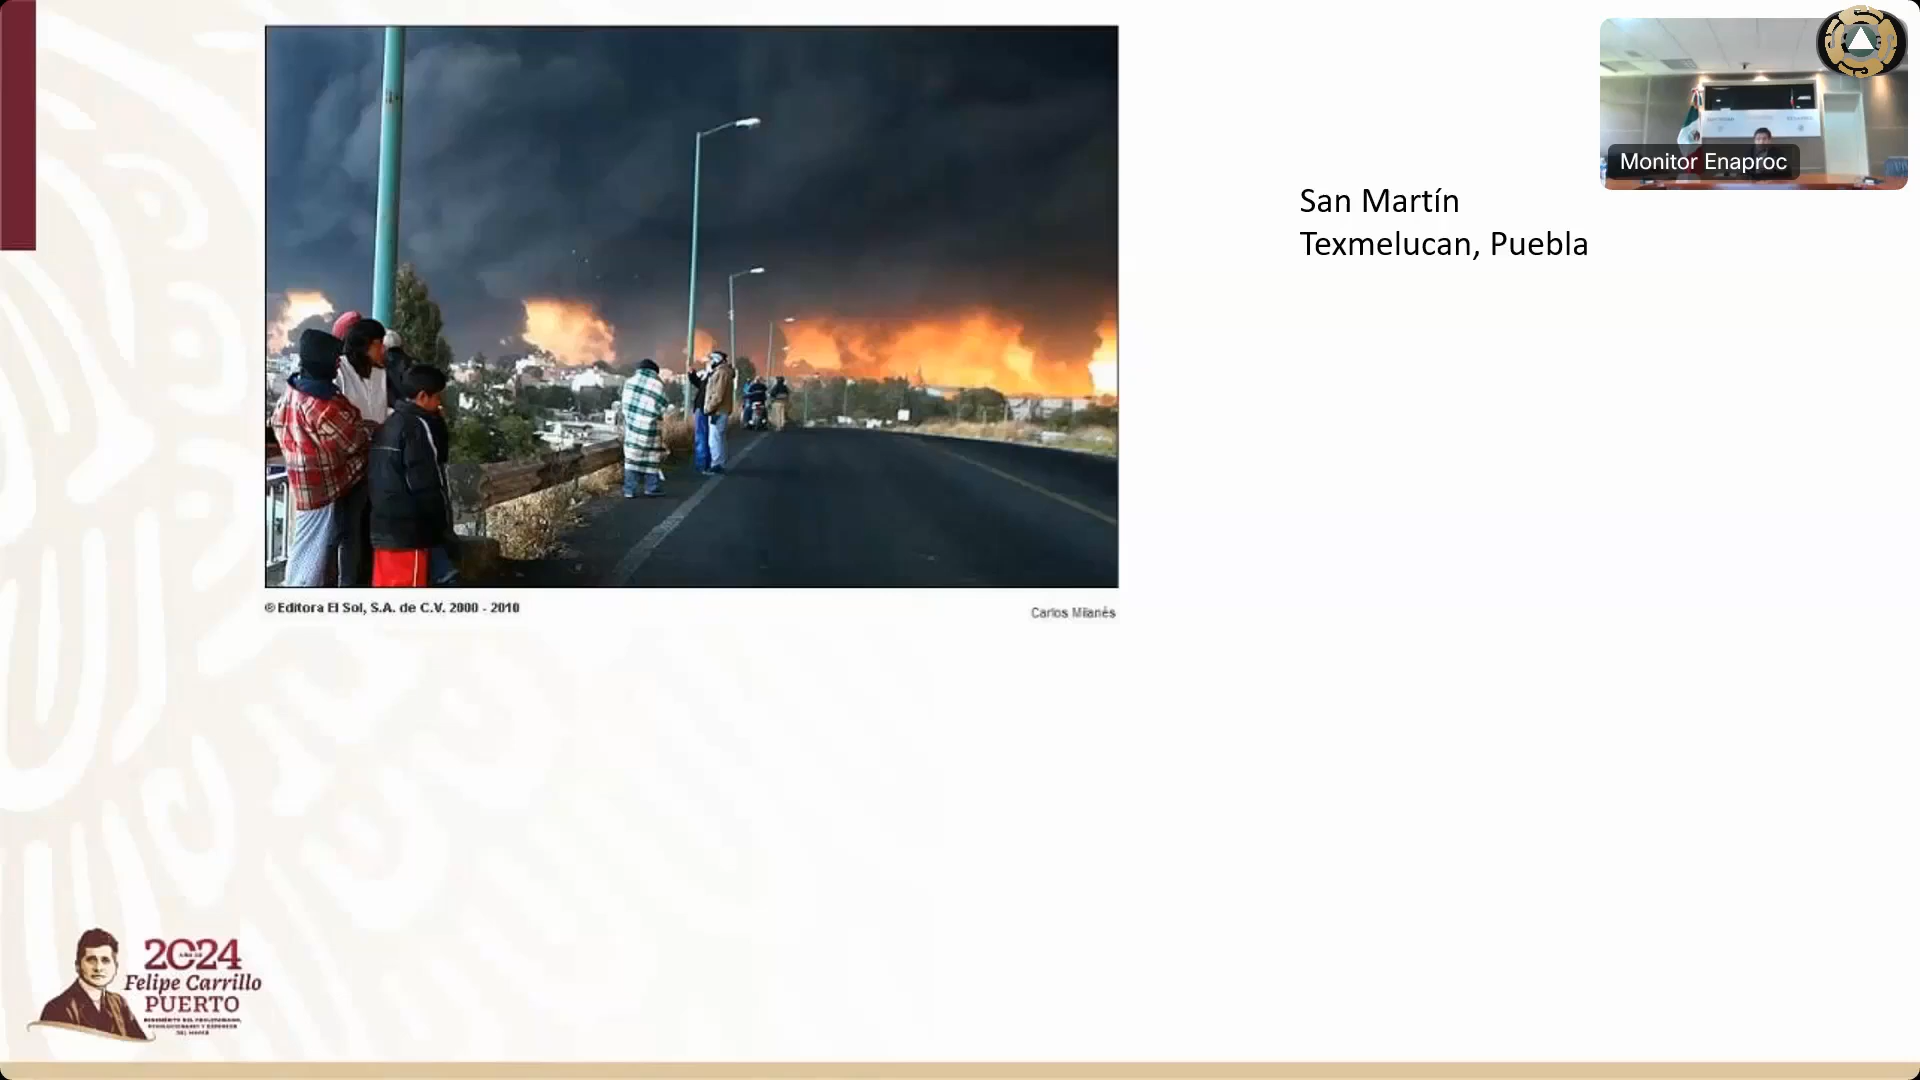 Monitor Enaproc
San Martín
Texmelucan, Puebla
© Editora El Sol, S.A. de C.V. 2000 - 2010
Carlos Milanés
2024
Felipe Carrillo
PUERTO